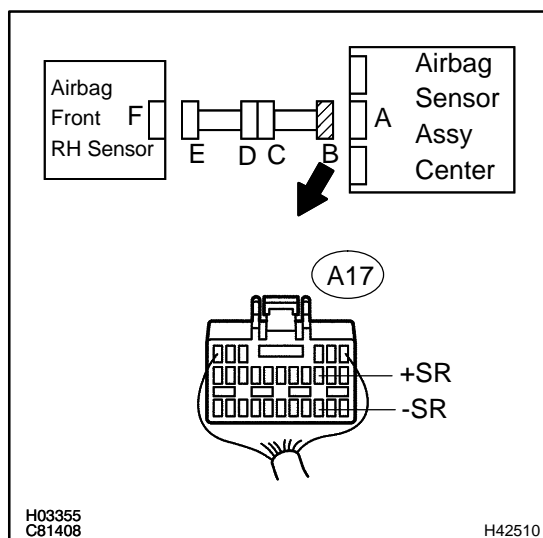 Airbag
Front
RH Sensor
F
E
D
C
B
A
Airbag
Sensor
Assy
Center
A17
+SR
-SR
H03355
C81408
H42510